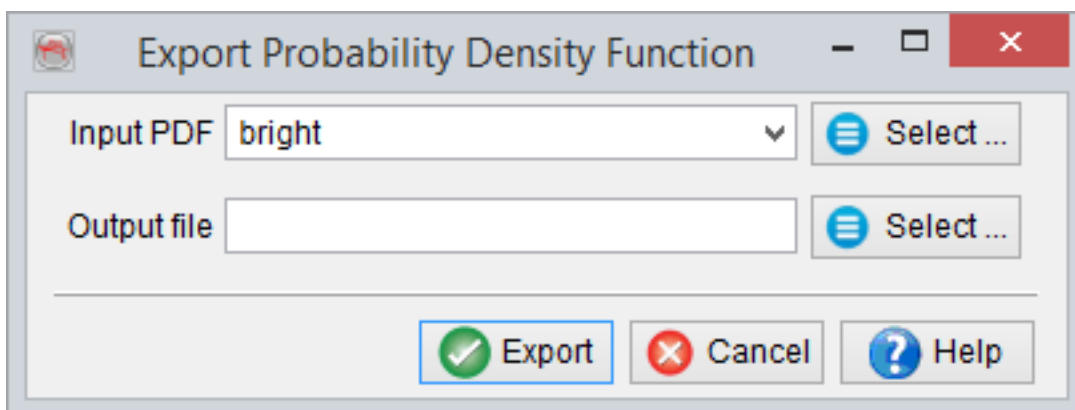 Export Probability Density Function
Input PDF bright Select ...
Output file Select ...
Export Cancel Help